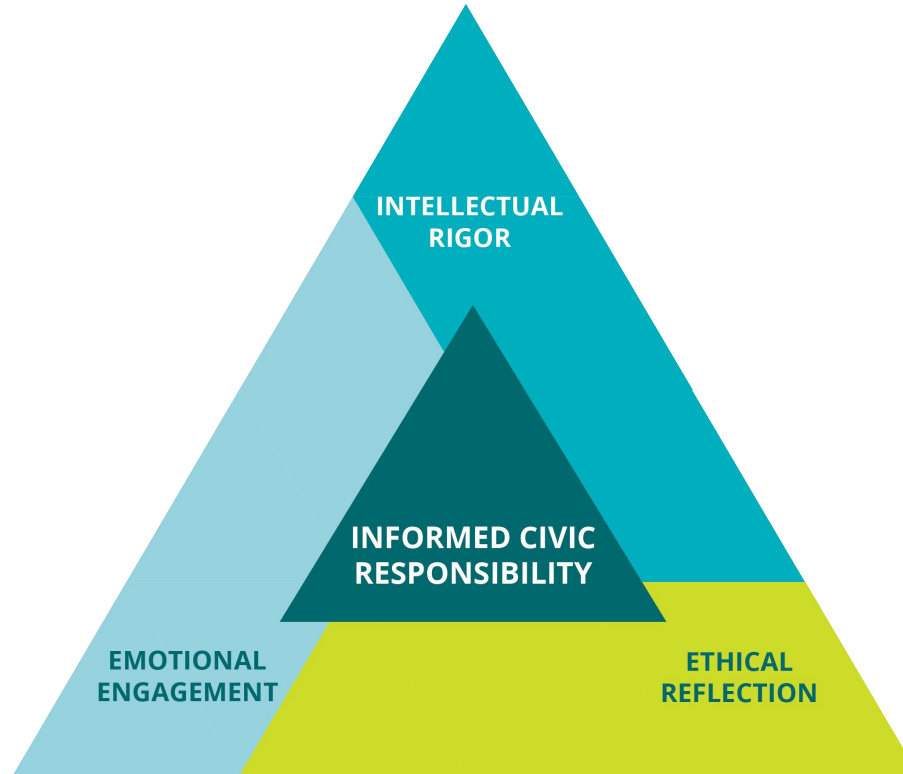 INTELLECTUAL
RIGOR
INFORMED CIVIC
RESPONSIBILITY
EMOTIONAL
ENGAGEMENT
ETHICAL
REFLECTION